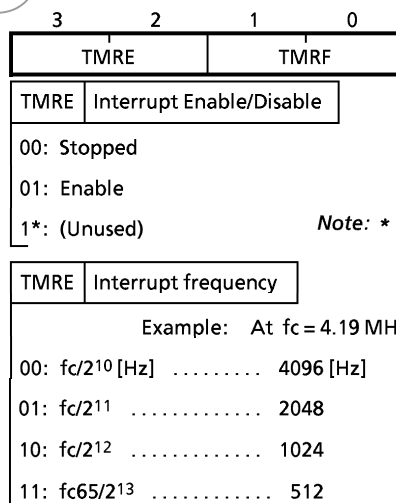 3 2 1 0
TMRE TMRF
TMRE Interrupt Enable/Disable
00: Stopped
01: Enable
1*: (Unused) Note: *
TMRE Interrupt frequency
Example: At fc = 4.19 MH
00: fc/2¹⁰ [Hz] ......... 4096 [Hz]
01: fc/2¹¹ ............. 2048
10: fc/2¹² ............. 1024
11: fc65/2¹³ ............ 512